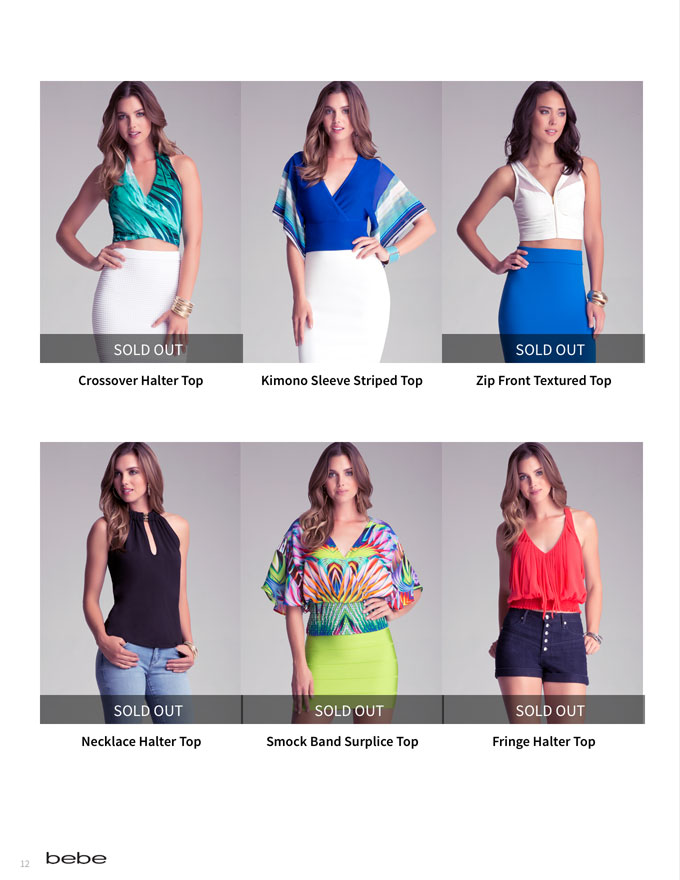 SOLD OUT
SOLD OUT
Crossover Halter Top
Kimono Sleeve Striped Top
Zip Front Textured Top
SOLD OUT
SOLD OUT
SOLD OUT
Necklace Halter Top
Smock Band Surplice Top
Fringe Halter Top
12
bebe